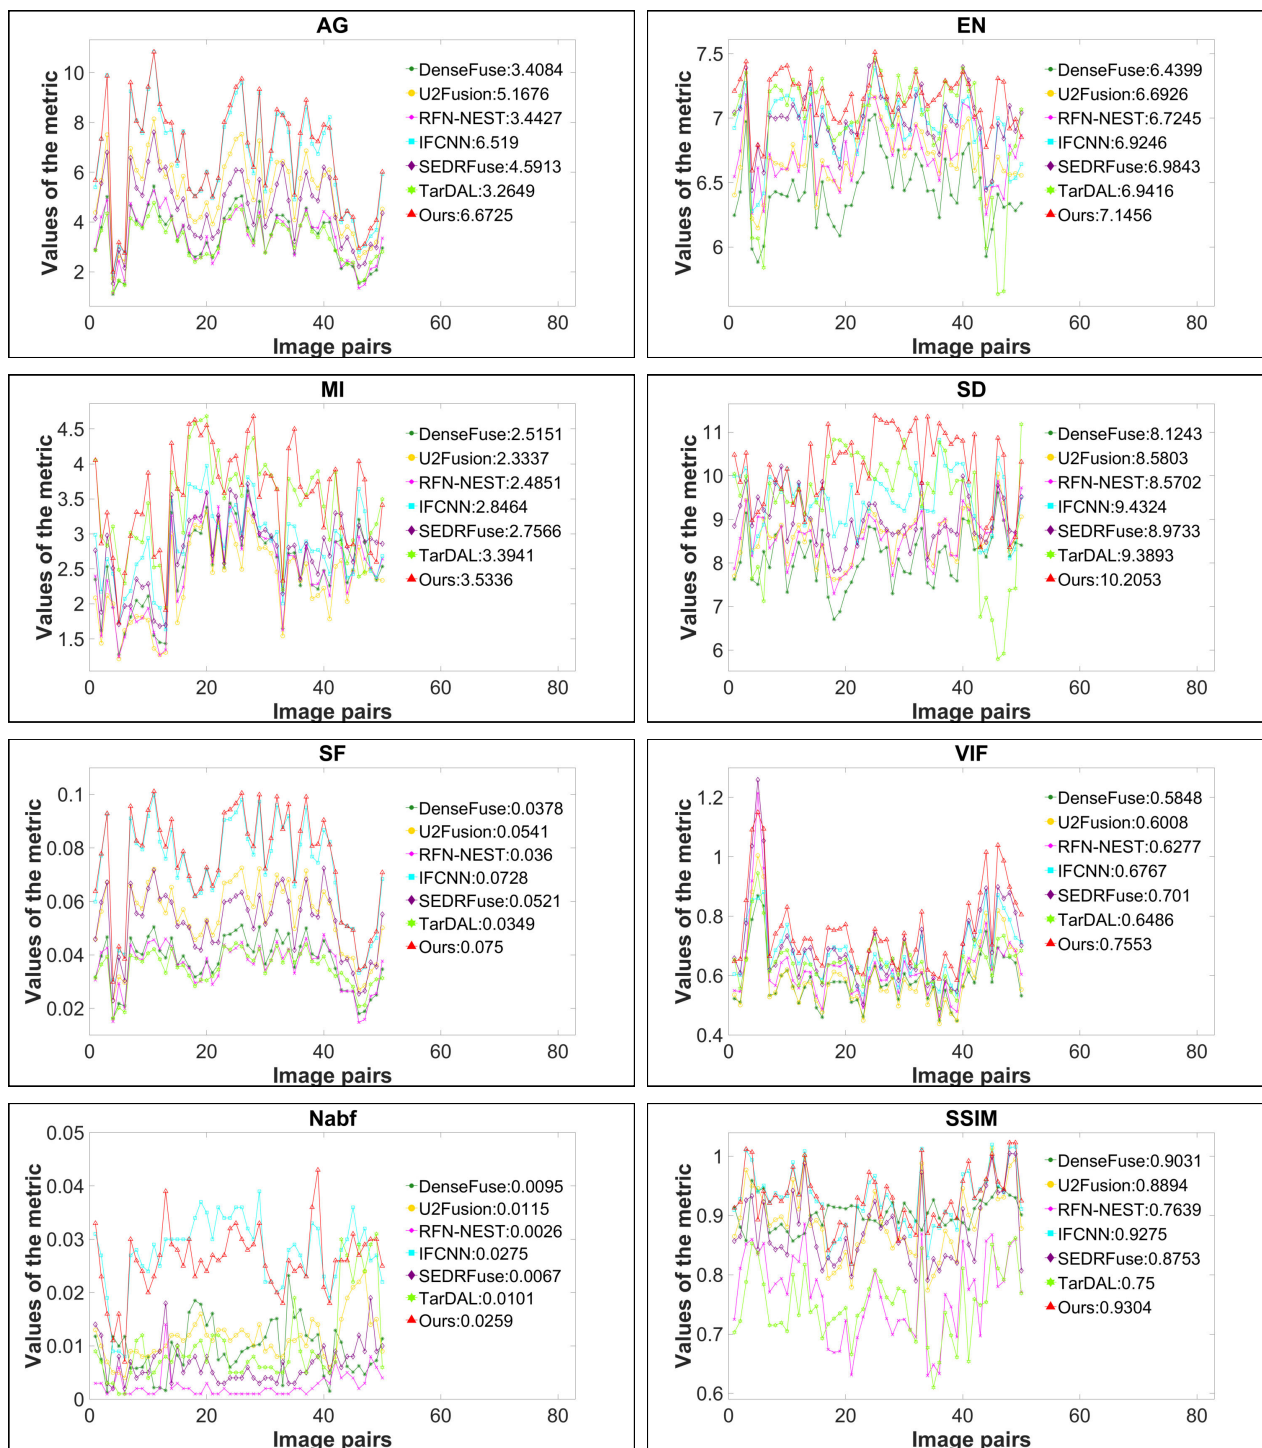 AG
Values of the metric
10
8
6
4
2
0
20
40
60
80
Image pairs
DenseFuse:3.4084
U2Fusion:5.1676
RFN-NEST:3.4427
IFCNN:6.519
SEDRFuse:4.5913
TarDAL:3.2649
Ours:6.6725
EN
Values of the metric
7.5
7
6.5
6
0
20
40
60
80
Image pairs
DenseFuse:6.4399
U2Fusion:6.6926
RFN-NEST:6.7245
IFCNN:6.9246
SEDRFuse:6.9843
TarDAL:6.9416
Ours:7.1456
MI
Values of the metric
4.5
4
3.5
3
2.5
2
1.5
0
20
40
60
80
Image pairs
DenseFuse:2.5151
U2Fusion:2.3337
RFN-NEST:2.4851
IFCNN:2.8464
SEDRFuse:2.7566
TarDAL:3.3941
Ours:3.5336
SD
Values of the metric
11
10
9
8
7
6
0
20
40
60
80
Image pairs
DenseFuse:8.1243
U2Fusion:8.5803
RFN-NEST:8.5702
IFCNN:9.4324
SEDRFuse:8.9733
TarDAL:9.3893
Ours:10.2053
SF
Values of the metric
0.1
0.08
0.06
0.04
0.02
0
20
40
60
80
Image pairs
DenseFuse:0.0378
U2Fusion:0.0541
RFN-NEST:0.036
IFCNN:0.0728
SEDRFuse:0.0521
TarDAL:0.0349
Ours:0.075
VIF
Values of the metric
1.2
1
0.8
0.6
0.4
0
20
40
60
80
Image pairs
DenseFuse:0.5848
U2Fusion:0.6008
RFN-NEST:0.6277
IFCNN:0.6767
SEDRFuse:0.701
TarDAL:0.6486
Ours:0.7553
Nabf
Values of the metric
0.05
0.04
0.03
0.02
0.01
0
0
20
40
60
80
Image pairs
DenseFuse:0.0095
U2Fusion:0.0115
RFN-NEST:0.0026
IFCNN:0.0275
SEDRFuse:0.0067
TarDAL:0.0101
Ours:0.0259
SSIM
Values of the metric
1
0.9
0.8
0.7
0.6
0
20
40
60
80
Image pairs
DenseFuse:0.9031
U2Fusion:0.8894
RFN-NEST:0.7639
IFCNN:0.9275
SEDRFuse:0.8753
TarDAL:0.75
Ours:0.9304